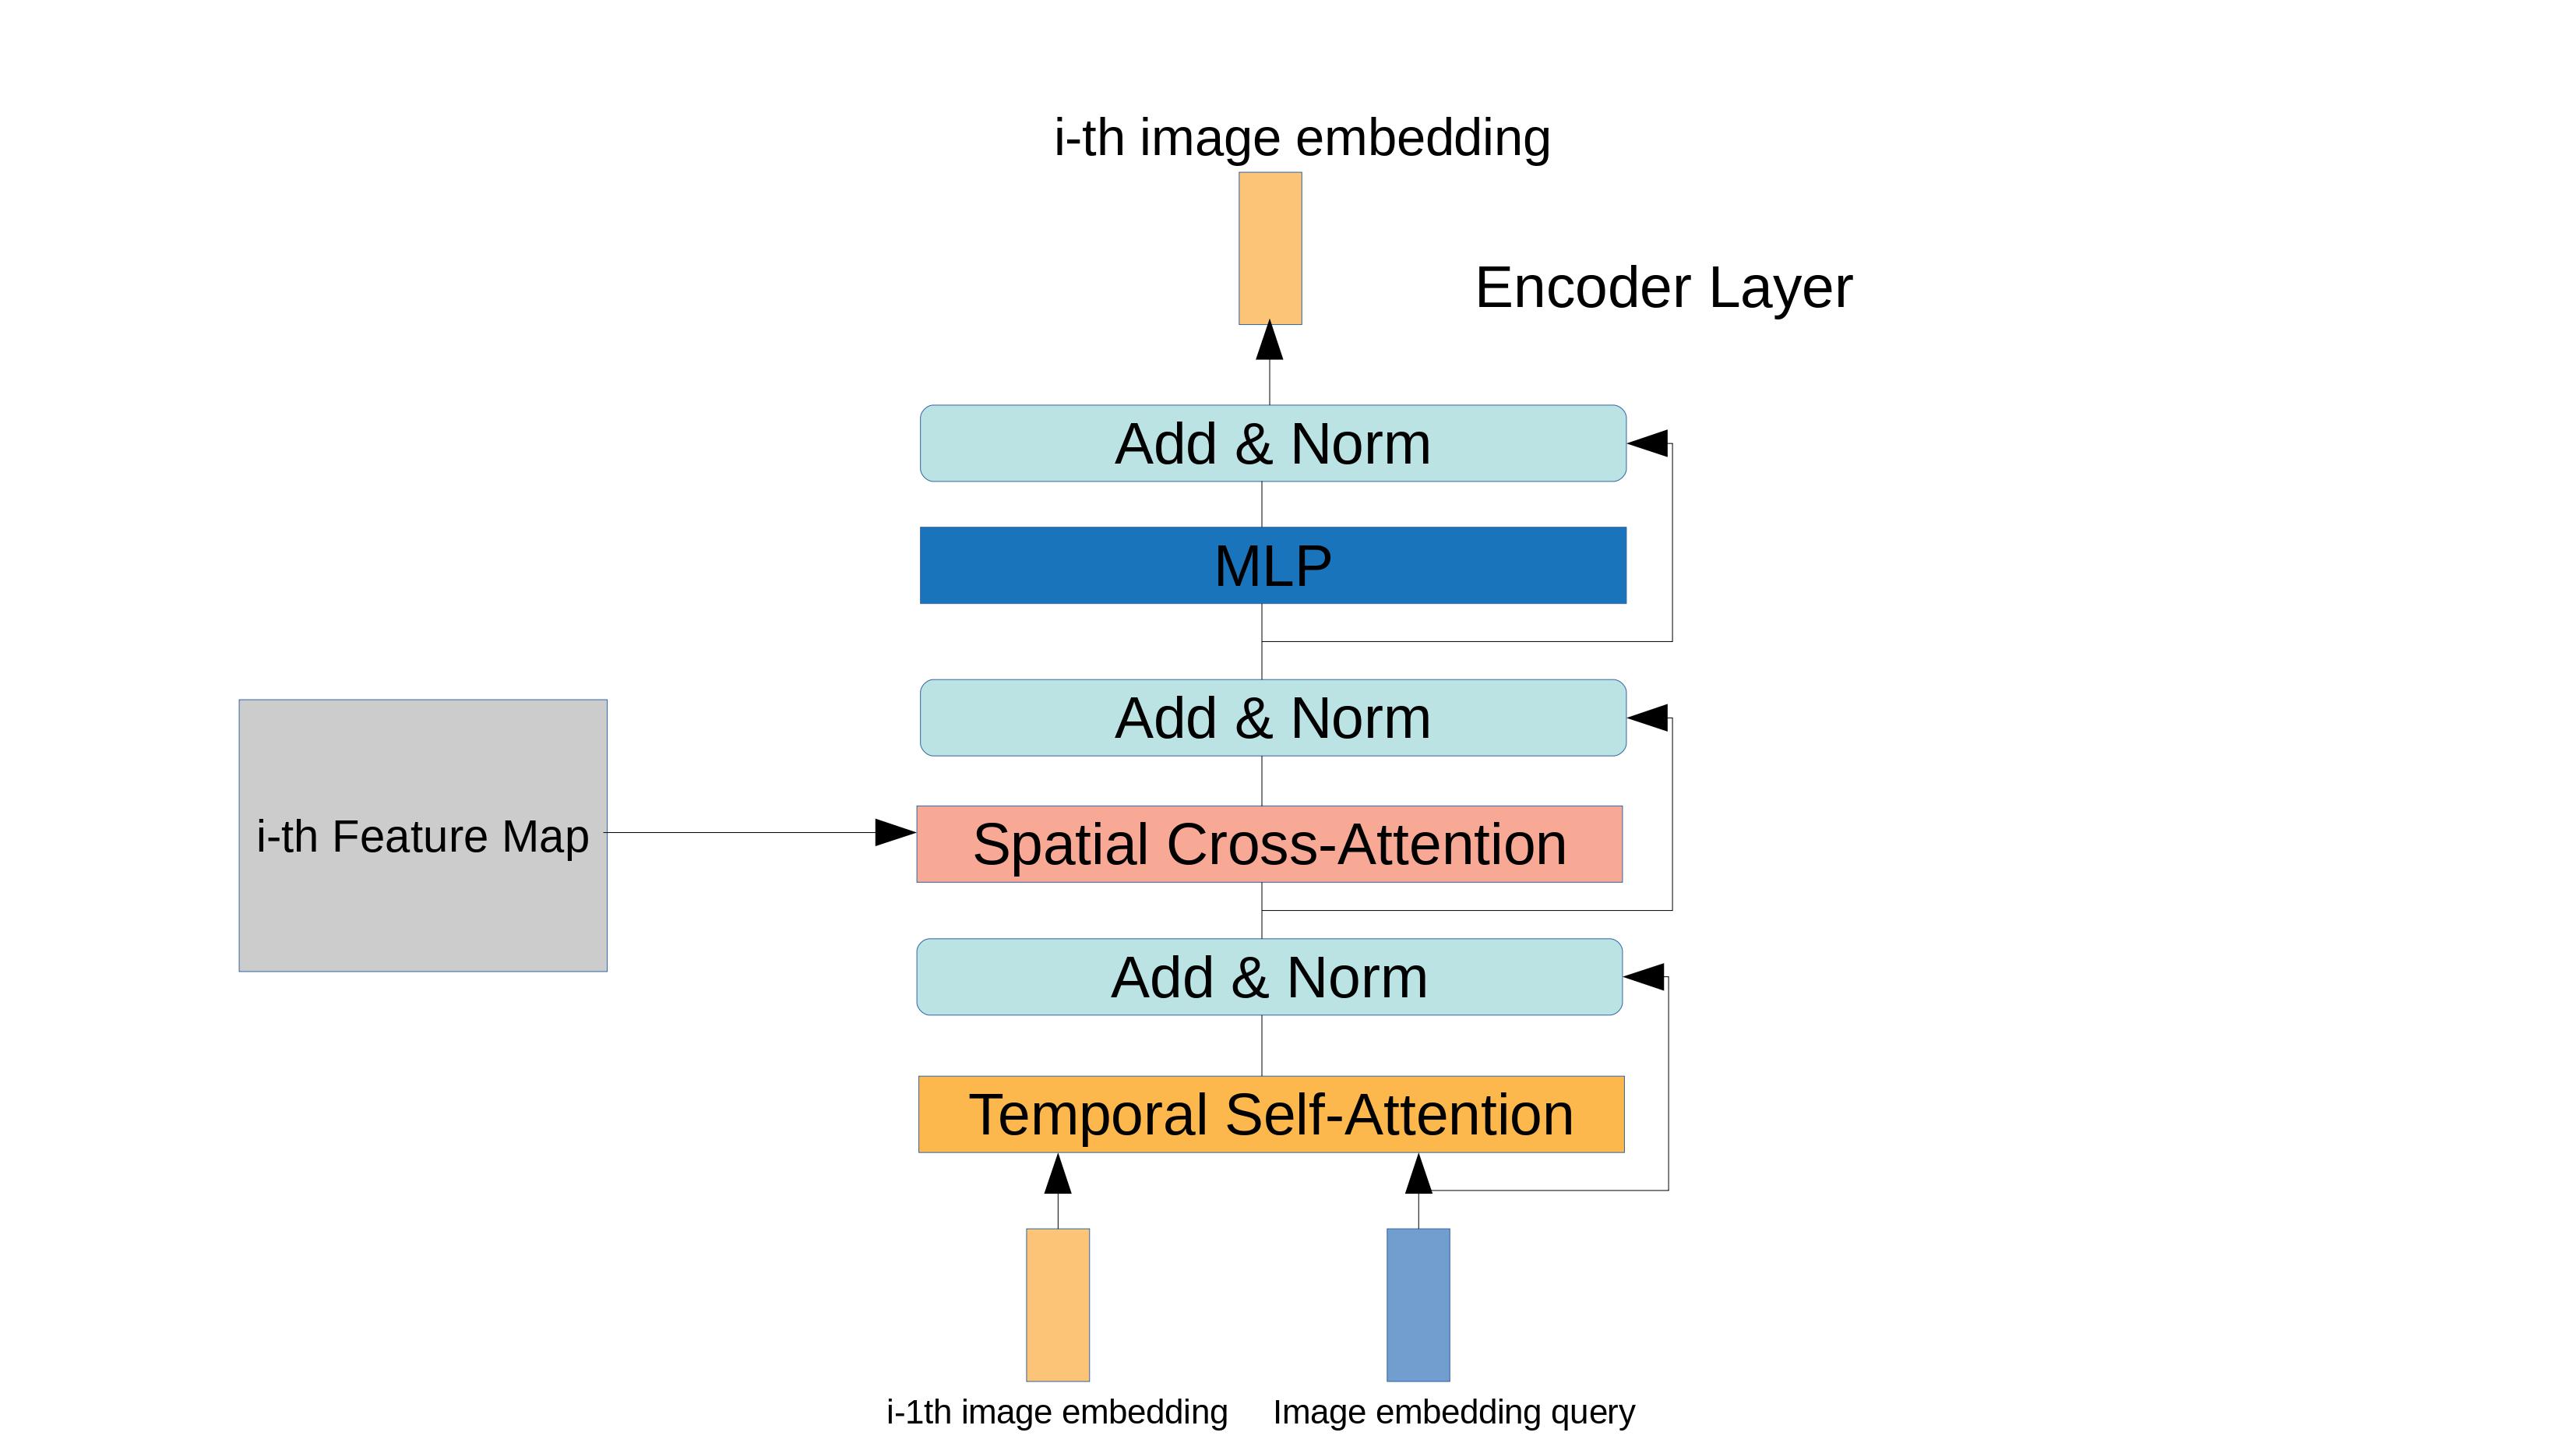 i-th image embedding
Encoder Layer
Add & Norm
MLP
Add & Norm
i-th Feature Map
Spatial Cross-Attention
Add & Norm
Temporal Self-Attention
i-1th image embedding
Image embedding query